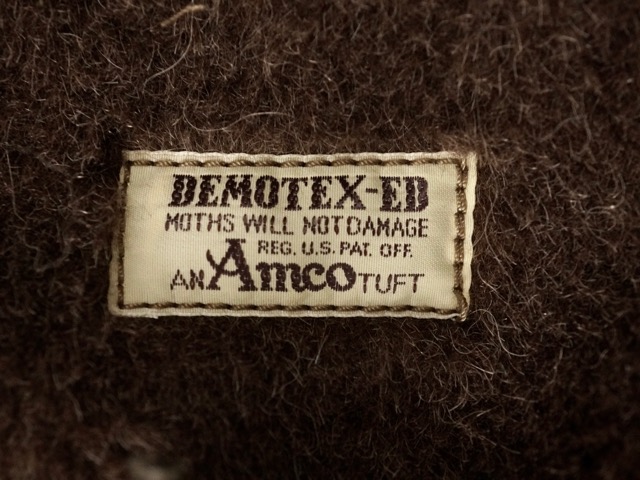 DEMOTEX-ED
MOTHS WILL NOT DAMAGE
REG. U.S. PAT. OFF.
AN Amco TUFT